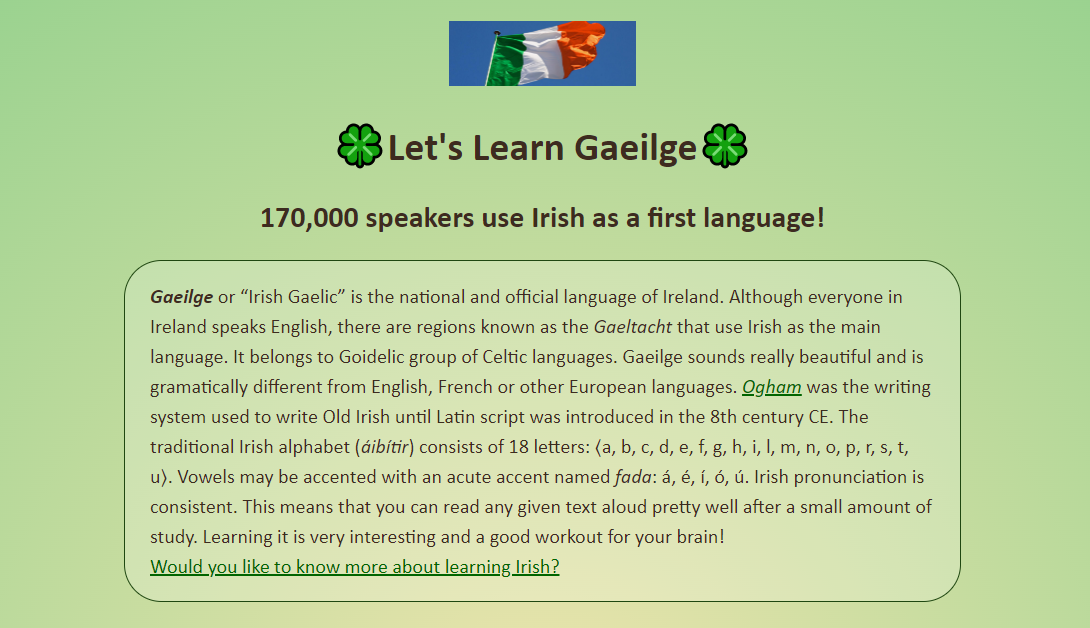 Let's Learn Gaeilge
170,000 speakers use Irish as a first language!
Gaeilge or “Irish Gaelic” is the national and official language of Ireland. Although everyone in
Ireland speaks English, there are regions known as the Gaeltacht that use Irish as the main
language. It belongs to Goidelic group of Celtic languages. Gaeilge sounds really beautiful and is
gramatically different from English, French or other European languages. Ogham was the writing
system used to write Old Irish until Latin script was introduced in the 8th century CE. The
traditional Irish alphabet (áibítir) consists of 18 letters: ⟨a, b, c, d, e, f, g, h, i, l, m, n, o, p, r, s, t,
u⟩. Vowels may be accented with an acute accent named fada: á, é, í, ó, ú. Irish pronunciation is
consistent. This means that you can read any given text aloud pretty well after a small amount of
study. Learning it is very interesting and a good workout for your brain!
Would you like to know more about learning Irish?